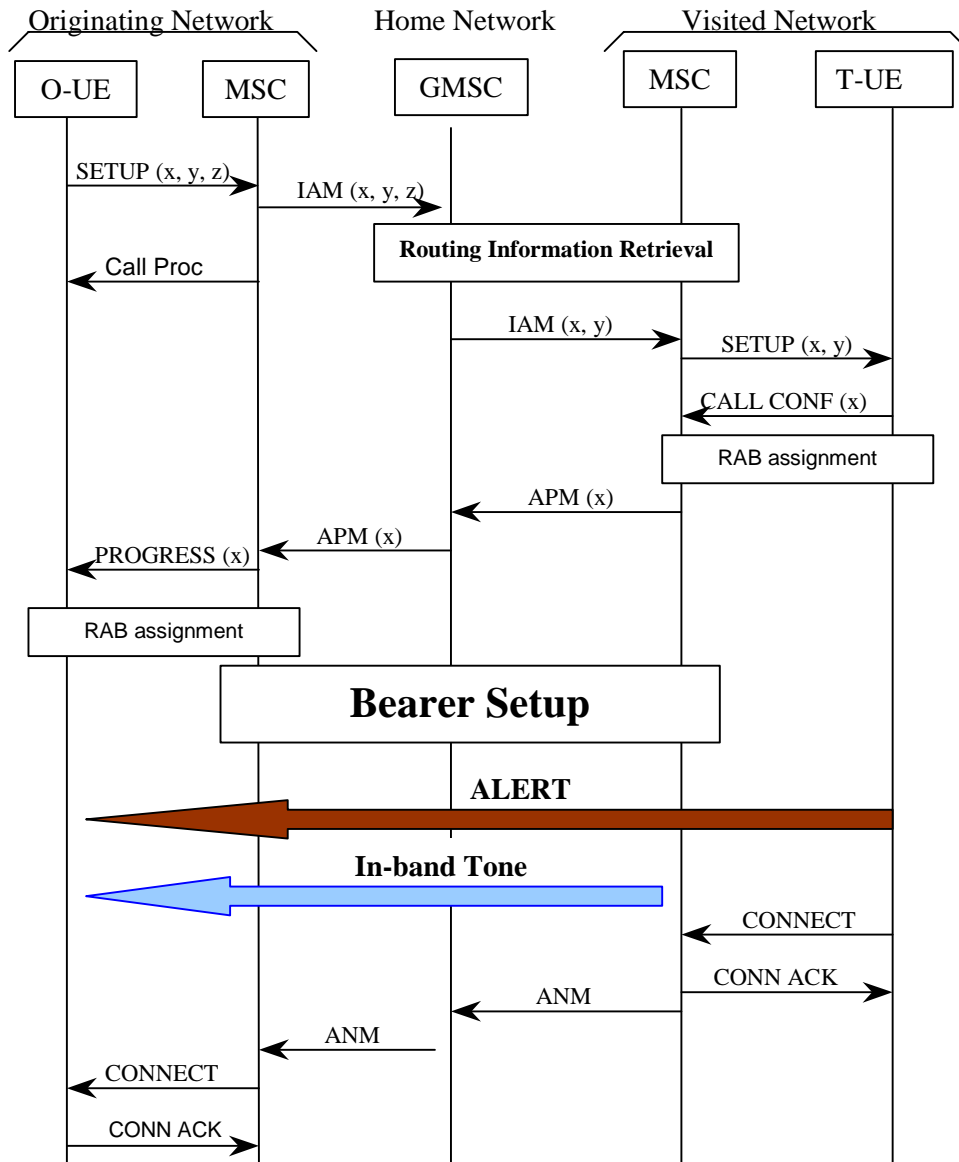 Originating Network
Home Network
Visited Network
O-UE
MSC
GMSC
MSC
T-UE
SETUP (x, y, z)
IAM (x, y, z)
Routing Information Retrieval
Call Proc
IAM (x, y)
SETUP (x, y)
CALL CONF (x)
RAB assignment
APM (x)
APM (x)
PROGRESS (x)
RAB assignment
Bearer Setup
ALERT
In-band Tone
CONNECT
CONN ACK
ANM
ANM
CONNECT
CONN ACK